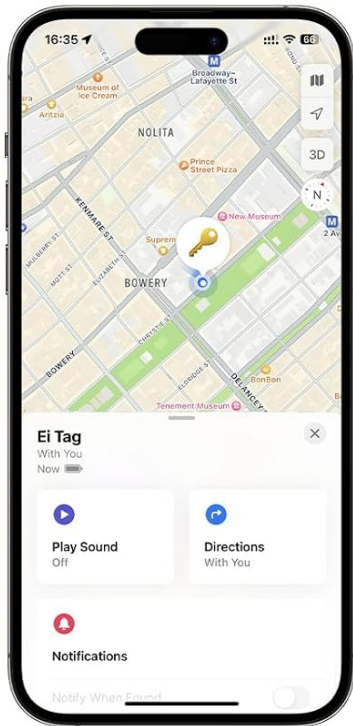 16:35
66
M
Broadway-
Lafayette St
Museum of
Ice Cream
Aritzia
NOLITA
3D
Prince
Street Pizza
N
KENMARE ST
New Museum
M
2 Av
Suprem
MULBERRY ST
MOTT ST
ELIZABETH ST
BOWERY
CHRYSTIE ST
BOWERY
ELDRIDGE ST
DELANCEY
BonBon
Tenement Museum
Ei Tag
With You
Now
Play Sound
Off
Directions
With You
Notifications
Notify When Found